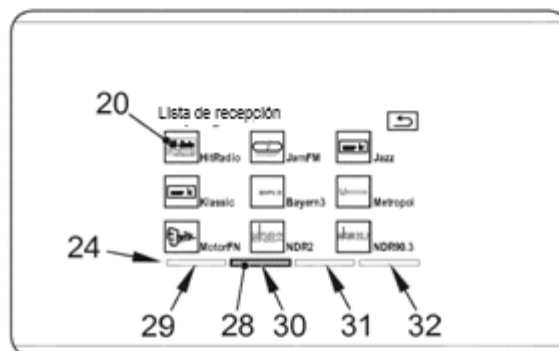 20
Lista de recepción
HitRadio JamFM Jazz
Klassic Bayern3 Metropol
MotorFN NDR2 NDR90.3
24
29 28 30 31 32